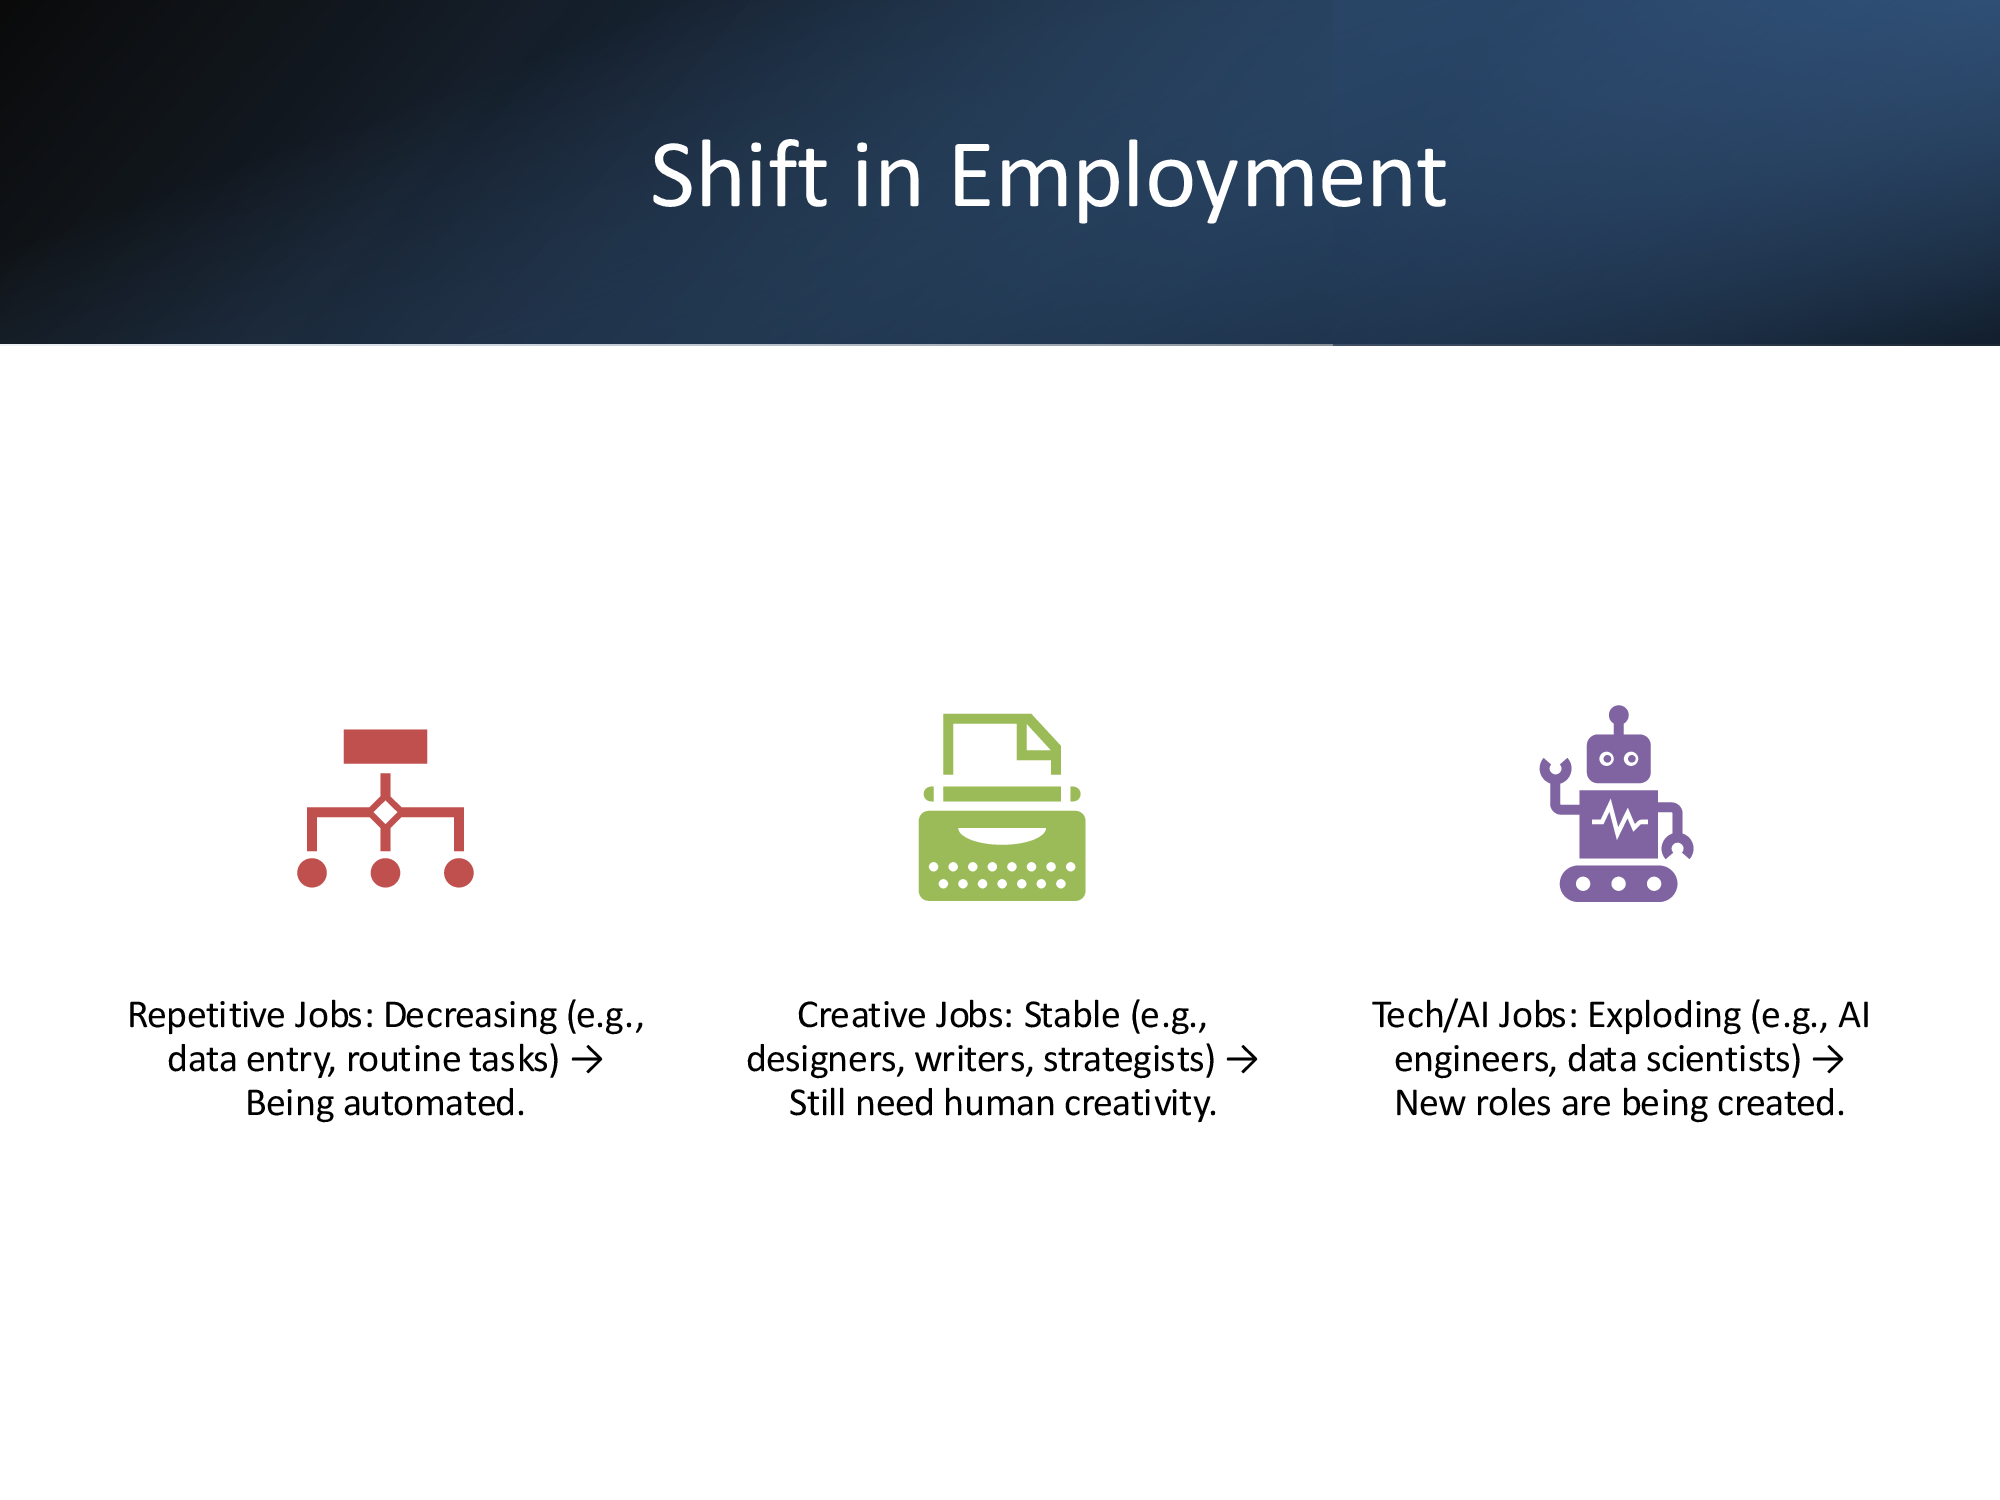 Shift in Employment
Repetitive Jobs: Decreasing (e.g.,
data entry, routine tasks) →
Being automated.
Creative Jobs: Stable (e.g.,
designers, writers, strategists) →
Still need human creativity.
Tech/AI Jobs: Exploding (e.g., AI
engineers, data scientists) →
New roles are being created.